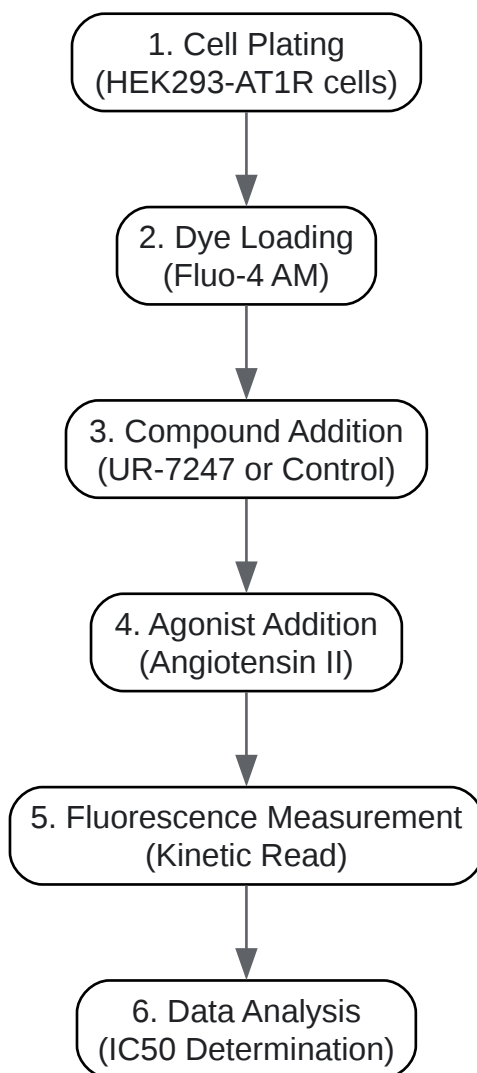 1. Cell Plating
(HEK293-AT1R cells)
2. Dye Loading
(Fluo-4 AM)
3. Compound Addition
(UR-7247 or Control)
4. Agonist Addition
(Angiotensin II)
5. Fluorescence Measurement
(Kinetic Read)
6. Data Analysis
(IC50 Determination)